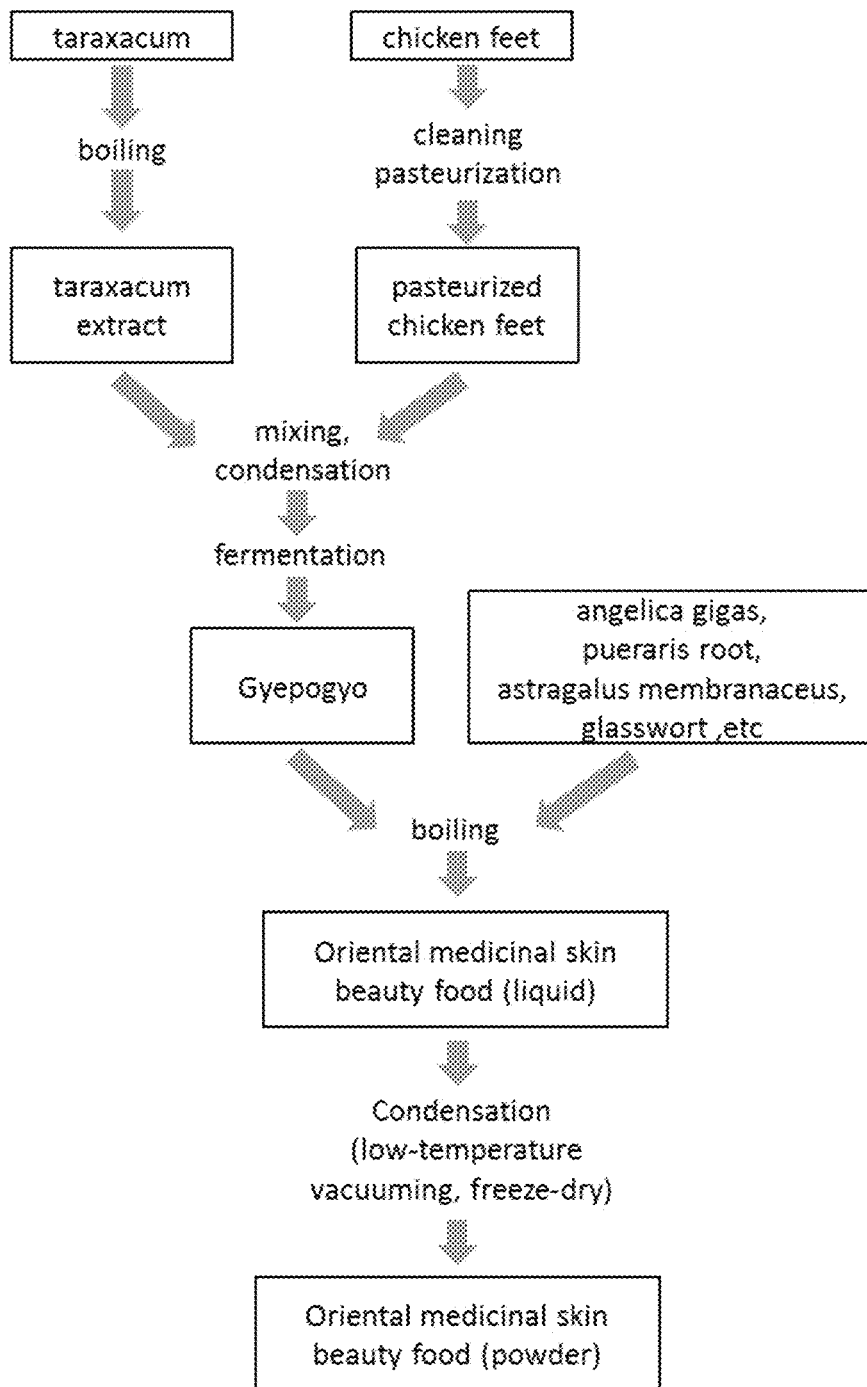 taraxacum
chicken feet
boiling
cleaning
pasteurization
taraxacum
extract
pasteurized
chicken feet
mixing,
condensation
fermentation
Gyepogyo
angelica gigas,
pueraris root,
astragalus membranaceus,
glasswort ,etc
boiling
Oriental medicinal skin
beauty food (liquid)
Condensation
(low-temperature
vacuuming, freeze-dry)
Oriental medicinal skin
beauty food (powder)